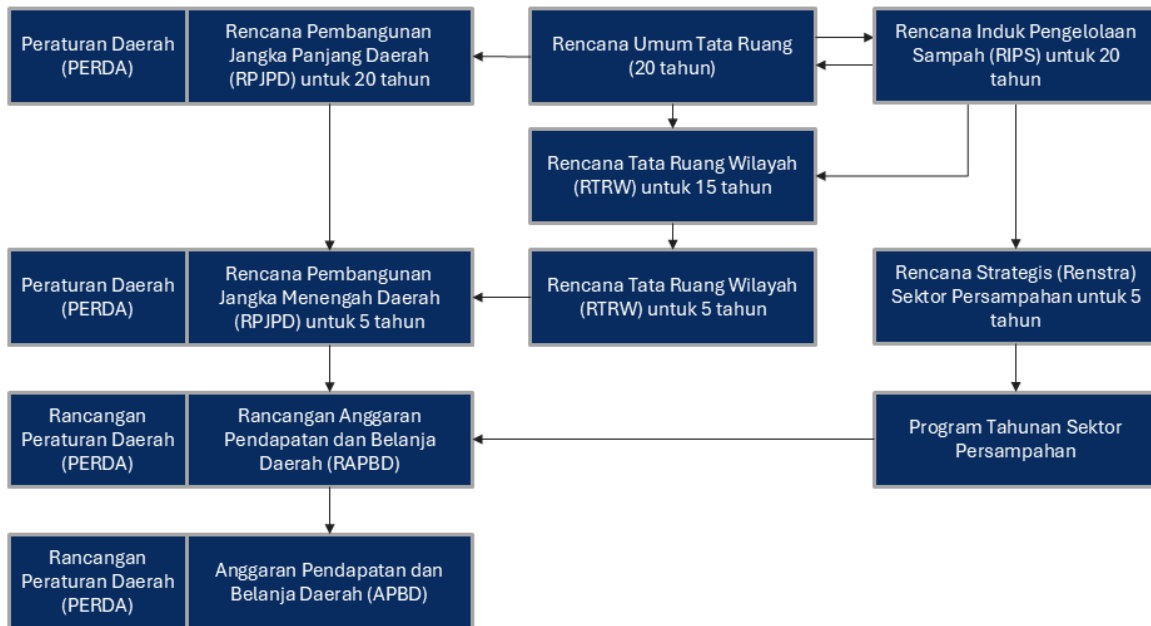 Peraturan Daerah
(PERDA)
Rencana Pembangunan
Jangka Panjang Daerah
(RPJPD) untuk 20 tahun
Rencana Umum Tata Ruang
(20 tahun)
Rencana Induk Pengelolaan
Sampah (RIPS) untuk 20
tahun
Rencana Tata Ruang Wilayah
(RTRW) untuk 15 tahun
Peraturan Daerah
(PERDA)
Rencana Pembangunan
Jangka Menengah Daerah
(RPJPD) untuk 5 tahun
Rencana Tata Ruang Wilayah
(RTRW) untuk 5 tahun
Rencana Strategis (Renstra)
Sektor Persampahan untuk 5
tahun
Rancangan
Peraturan Daerah
(PERDA)
Rancangan Anggaran
Pendapatan dan Belanja
Daerah (RAPBD)
Program Tahunan Sektor
Persampahan
Rancangan
Peraturan Daerah
(PERDA)
Anggaran Pendapatan dan
Belanja Daerah (APBD)